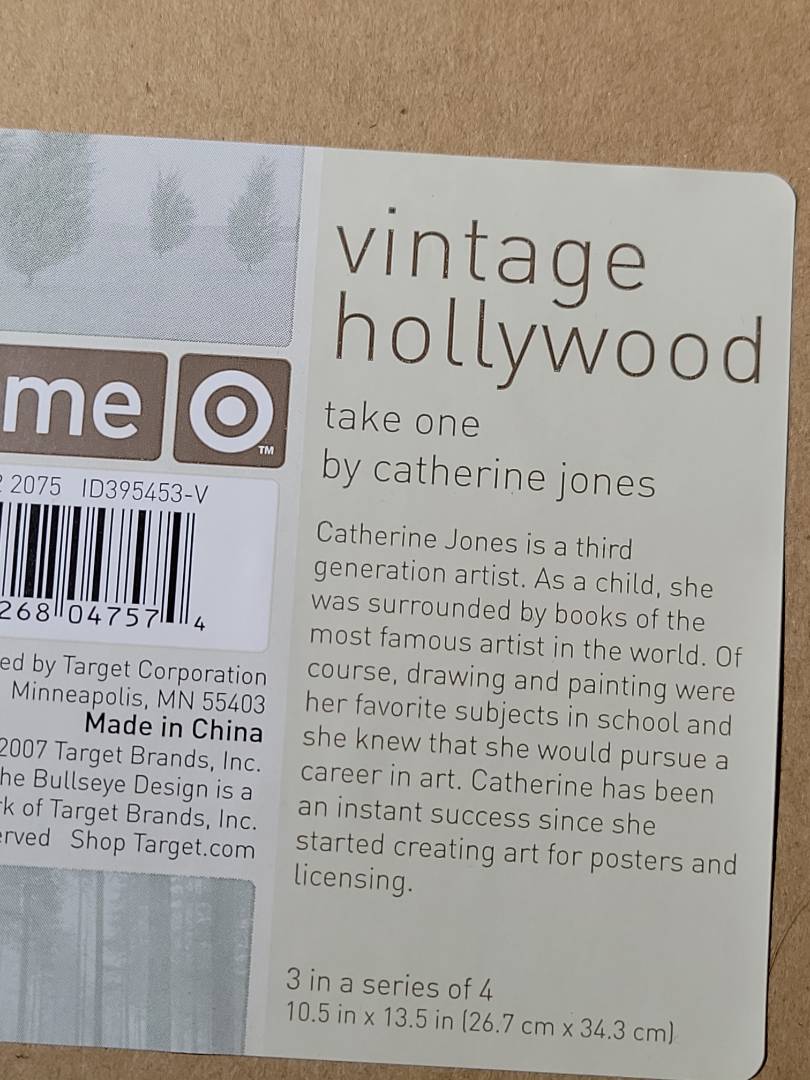 vintage
hollywood
take one
by catherine jones
Catherine Jones is a third
generation artist. As a child, she
was surrounded by books of the
most famous artist in the world. Of
course, drawing and painting were
her favorite subjects in school and
she knew that she would pursue a
career in art. Catherine has been
an instant success since she
started creating art for posters and
licensing.
3 in a series of 4
10.5 in x 13.5 in (26.7 cm x 34.3 cm)
me
TM
2075 ID395453-V
268 04757 4
ed by Target Corporation
Minneapolis, MN 55403
Made in China
2007 Target Brands, Inc.
he Bullseye Design is a
k of Target Brands, Inc.
erved Shop Target.com